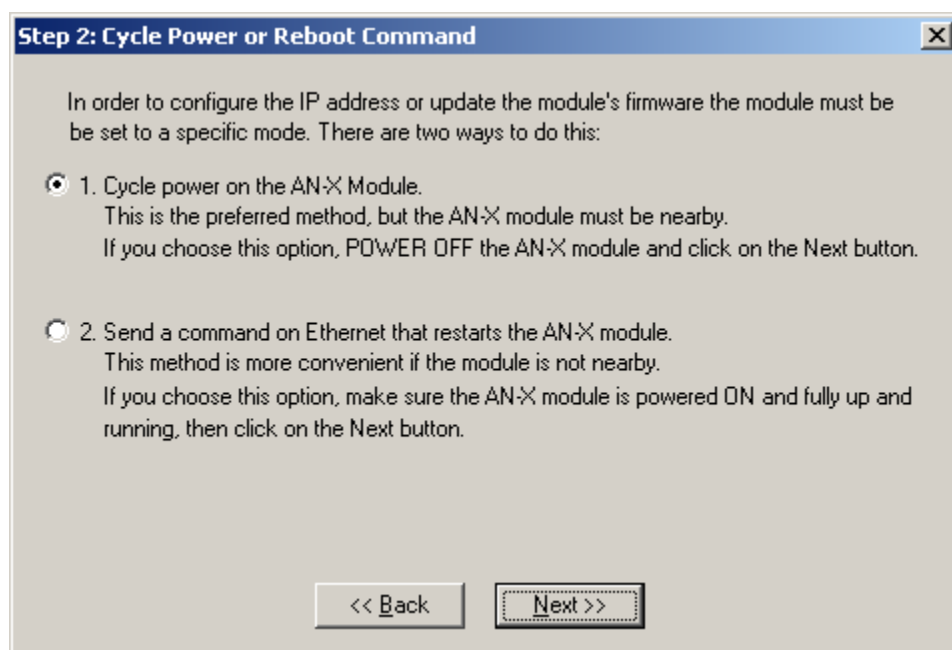 Step 2: Cycle Power or Reboot Command
In order to configure the IP address or update the module's firmware the module must be
be set to a specific mode. There are two ways to do this:
1. Cycle power on the AN-X Module.
This is the preferred method, but the AN-X module must be nearby.
If you choose this option, POWER OFF the AN-X module and click on the Next button.
2. Send a command on Ethernet that restarts the AN-X module.
This method is more convenient if the module is not nearby.
If you choose this option, make sure the AN-X module is powered ON and fully up and
running, then click on the Next button.
<< Back
Next >>